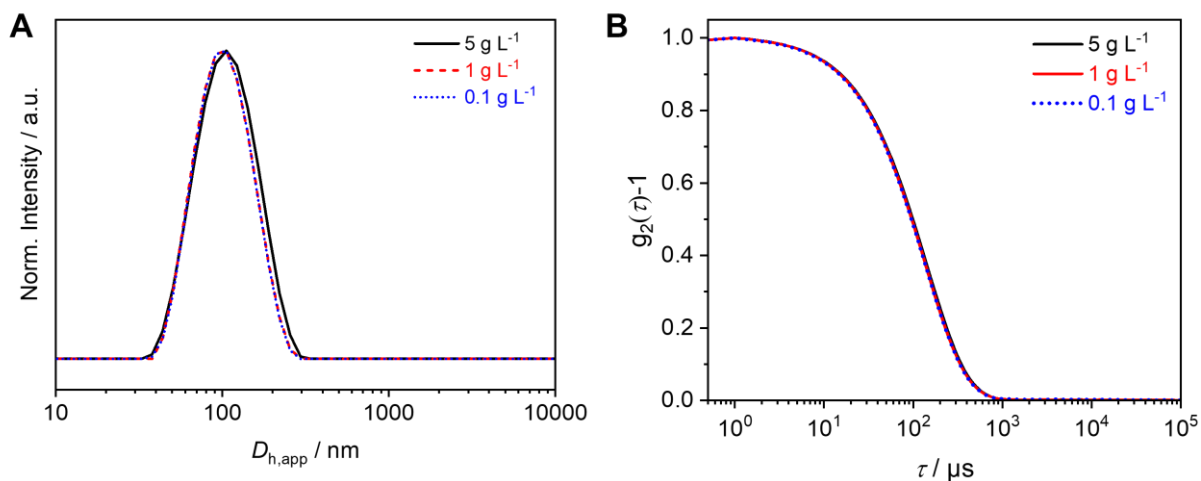 A
5 g L⁻¹
1 g L⁻¹
0.1 g L⁻¹
Norm. Intensity / a.u.
10 100 1000 10000
D_h,app / nm
B
5 g L⁻¹
1 g L⁻¹
0.1 g L⁻¹
g₂(τ)-1
1.0
0.8
0.6
0.4
0.2
0.0
10⁰ 10¹ 10² 10³ 10⁴ 10⁵
τ / µs